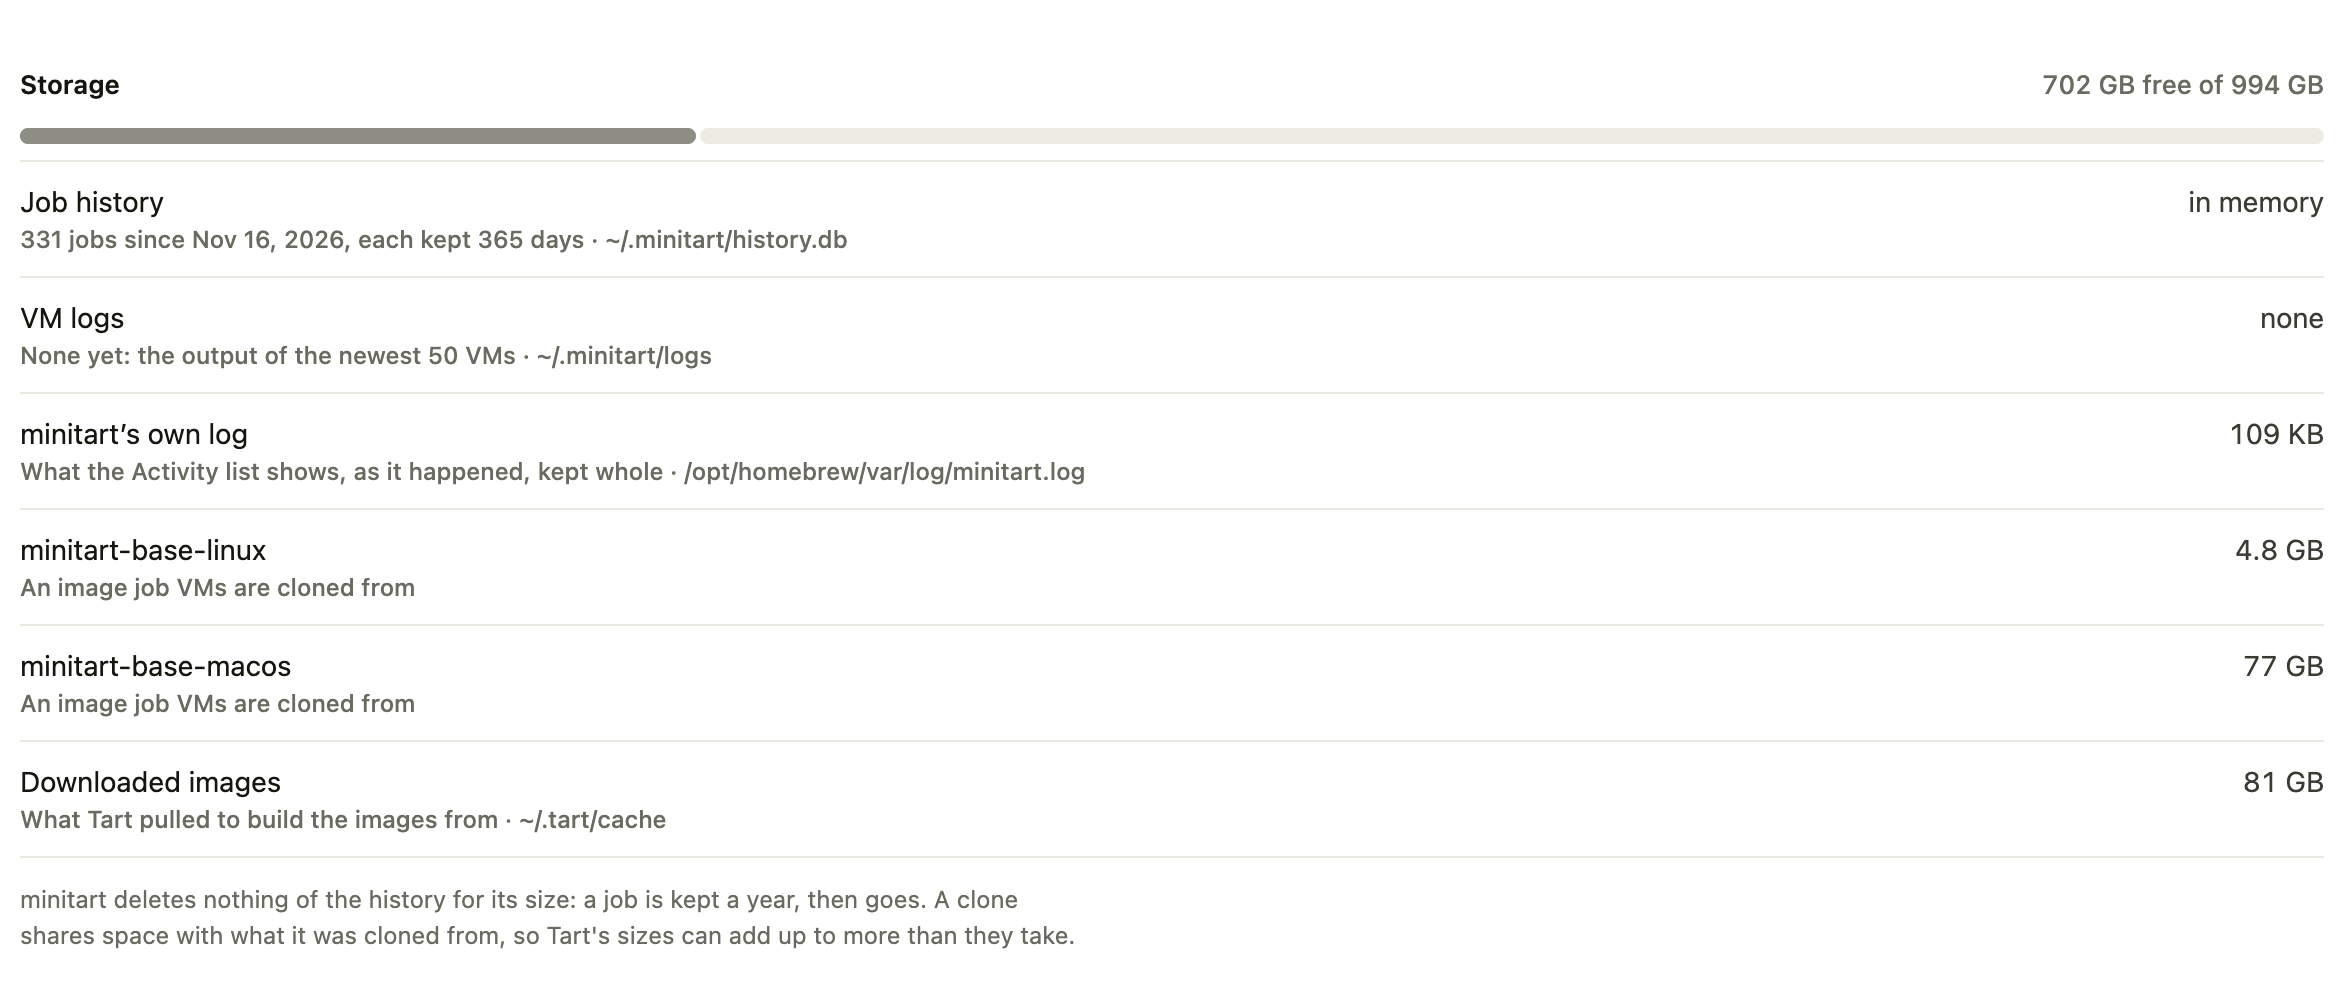 Storage
702 GB free of 994 GB
Job history
in memory
331 jobs since Nov 16, 2026, each kept 365 days · ~/.minitart/history.db
VM logs
none
None yet: the output of the newest 50 VMs · ~/.minitart/logs
minitart’s own log
109 KB
What the Activity list shows, as it happened, kept whole · /opt/homebrew/var/log/minitart.log
minitart-base-linux
4.8 GB
An image job VMs are cloned from
minitart-base-macos
77 GB
An image job VMs are cloned from
Downloaded images
81 GB
What Tart pulled to build the images from · ~/.tart/cache
minitart deletes nothing of the history for its size: a job is kept a year, then goes. A clone
shares space with what it was cloned from, so Tart's sizes can add up to more than they take.